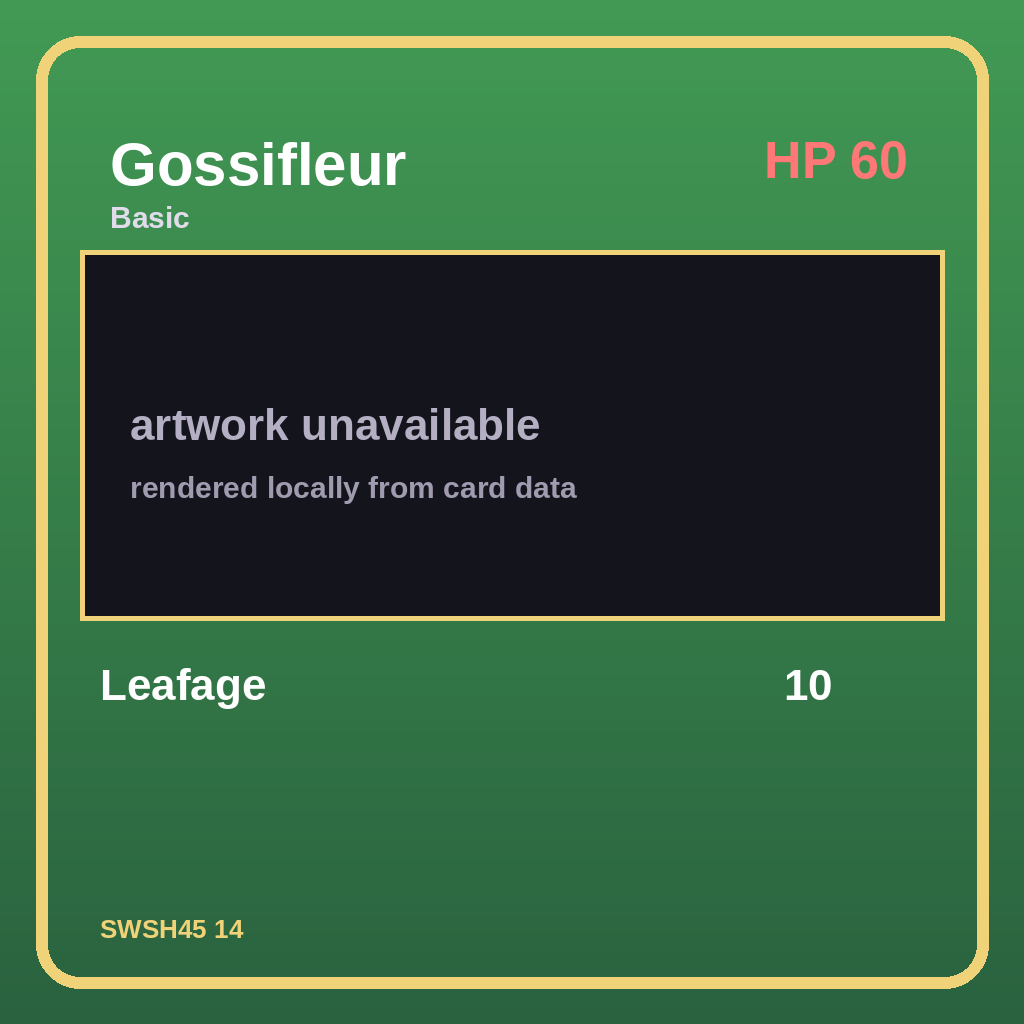 Gossifleur
HP 60
Basic
artwork unavailable
rendered locally from card data
Leafage
10
SWSH45 14